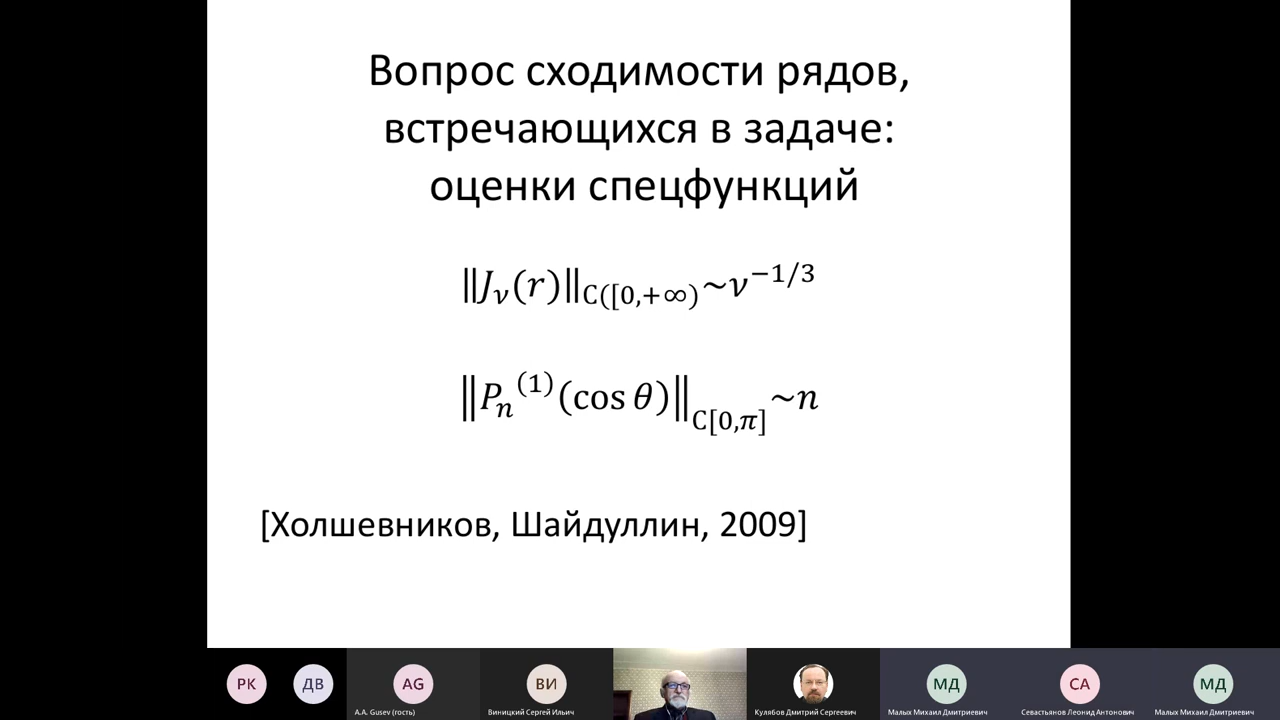 Вопрос сходимости рядов,
встречающихся в задаче:
оценки спецфункций
‖J_ν(r)‖_{C([0,+∞)}~ν^{−1/3}
‖P_n^{(1)}(cos θ)‖_{C[0,π]}~n
[Холшевников, Шайдуллин, 2009]
РК ДВ AG ВИ МД СА МД
A.A. Gusev (гость) Виницкий Сергей Ильич Кулябов Дмитрий Сергеевич Малых Михаил Дмитриевич Севастьянов Леонид Антонович Малых Михаил Дмитриевич